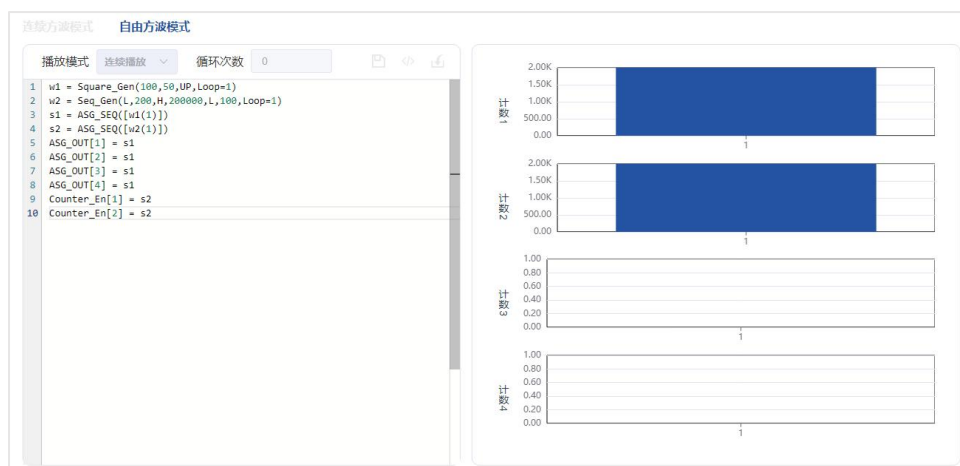 连续方波模式 自由方波模式
播放模式 连续播放 循环次数 0
1 w1 = Square_Gen(100,50,UP,Loop=1)
2 w2 = Seq_Gen(L,200,H,200000,L,100,Loop=1)
3 s1 = ASG_SEQ([w1(1)])
4 s2 = ASG_SEQ([w2(1)])
5 ASG_OUT[1] = s1
6 ASG_OUT[2] = s1
7 ASG_OUT[3] = s1
8 ASG_OUT[4] = s1
9 Counter_En[1] = s2
10 Counter_En[2] = s2
计数1
2.00K
1.50K
1.00K
500.00
0.00
1
计数2
2.00K
1.50K
1.00K
500.00
0.00
1
计数3
1.00
0.80
0.60
0.40
0.20
0.00
1
计数4
1.00
0.80
0.60
0.40
0.20
0.00
1